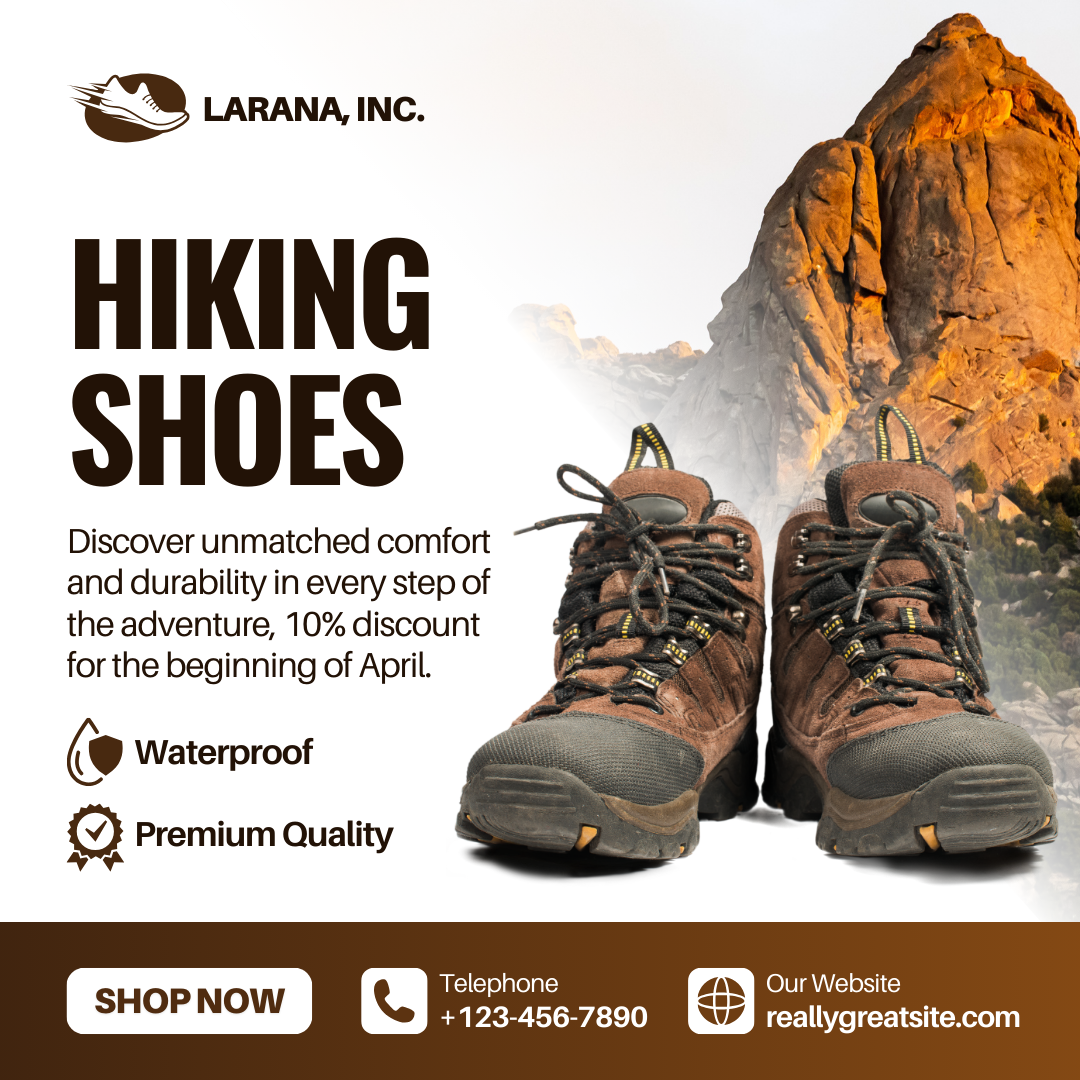 LARANA, INC.
HIKING
SHOES
Discover unmatched comfort
and durability in every step of
the adventure, 10% discount
for the beginning of April.
Waterproof
Premium Quality
SHOP NOW
Telephone
+123-456-7890
Our Website
reallygreatsite.com